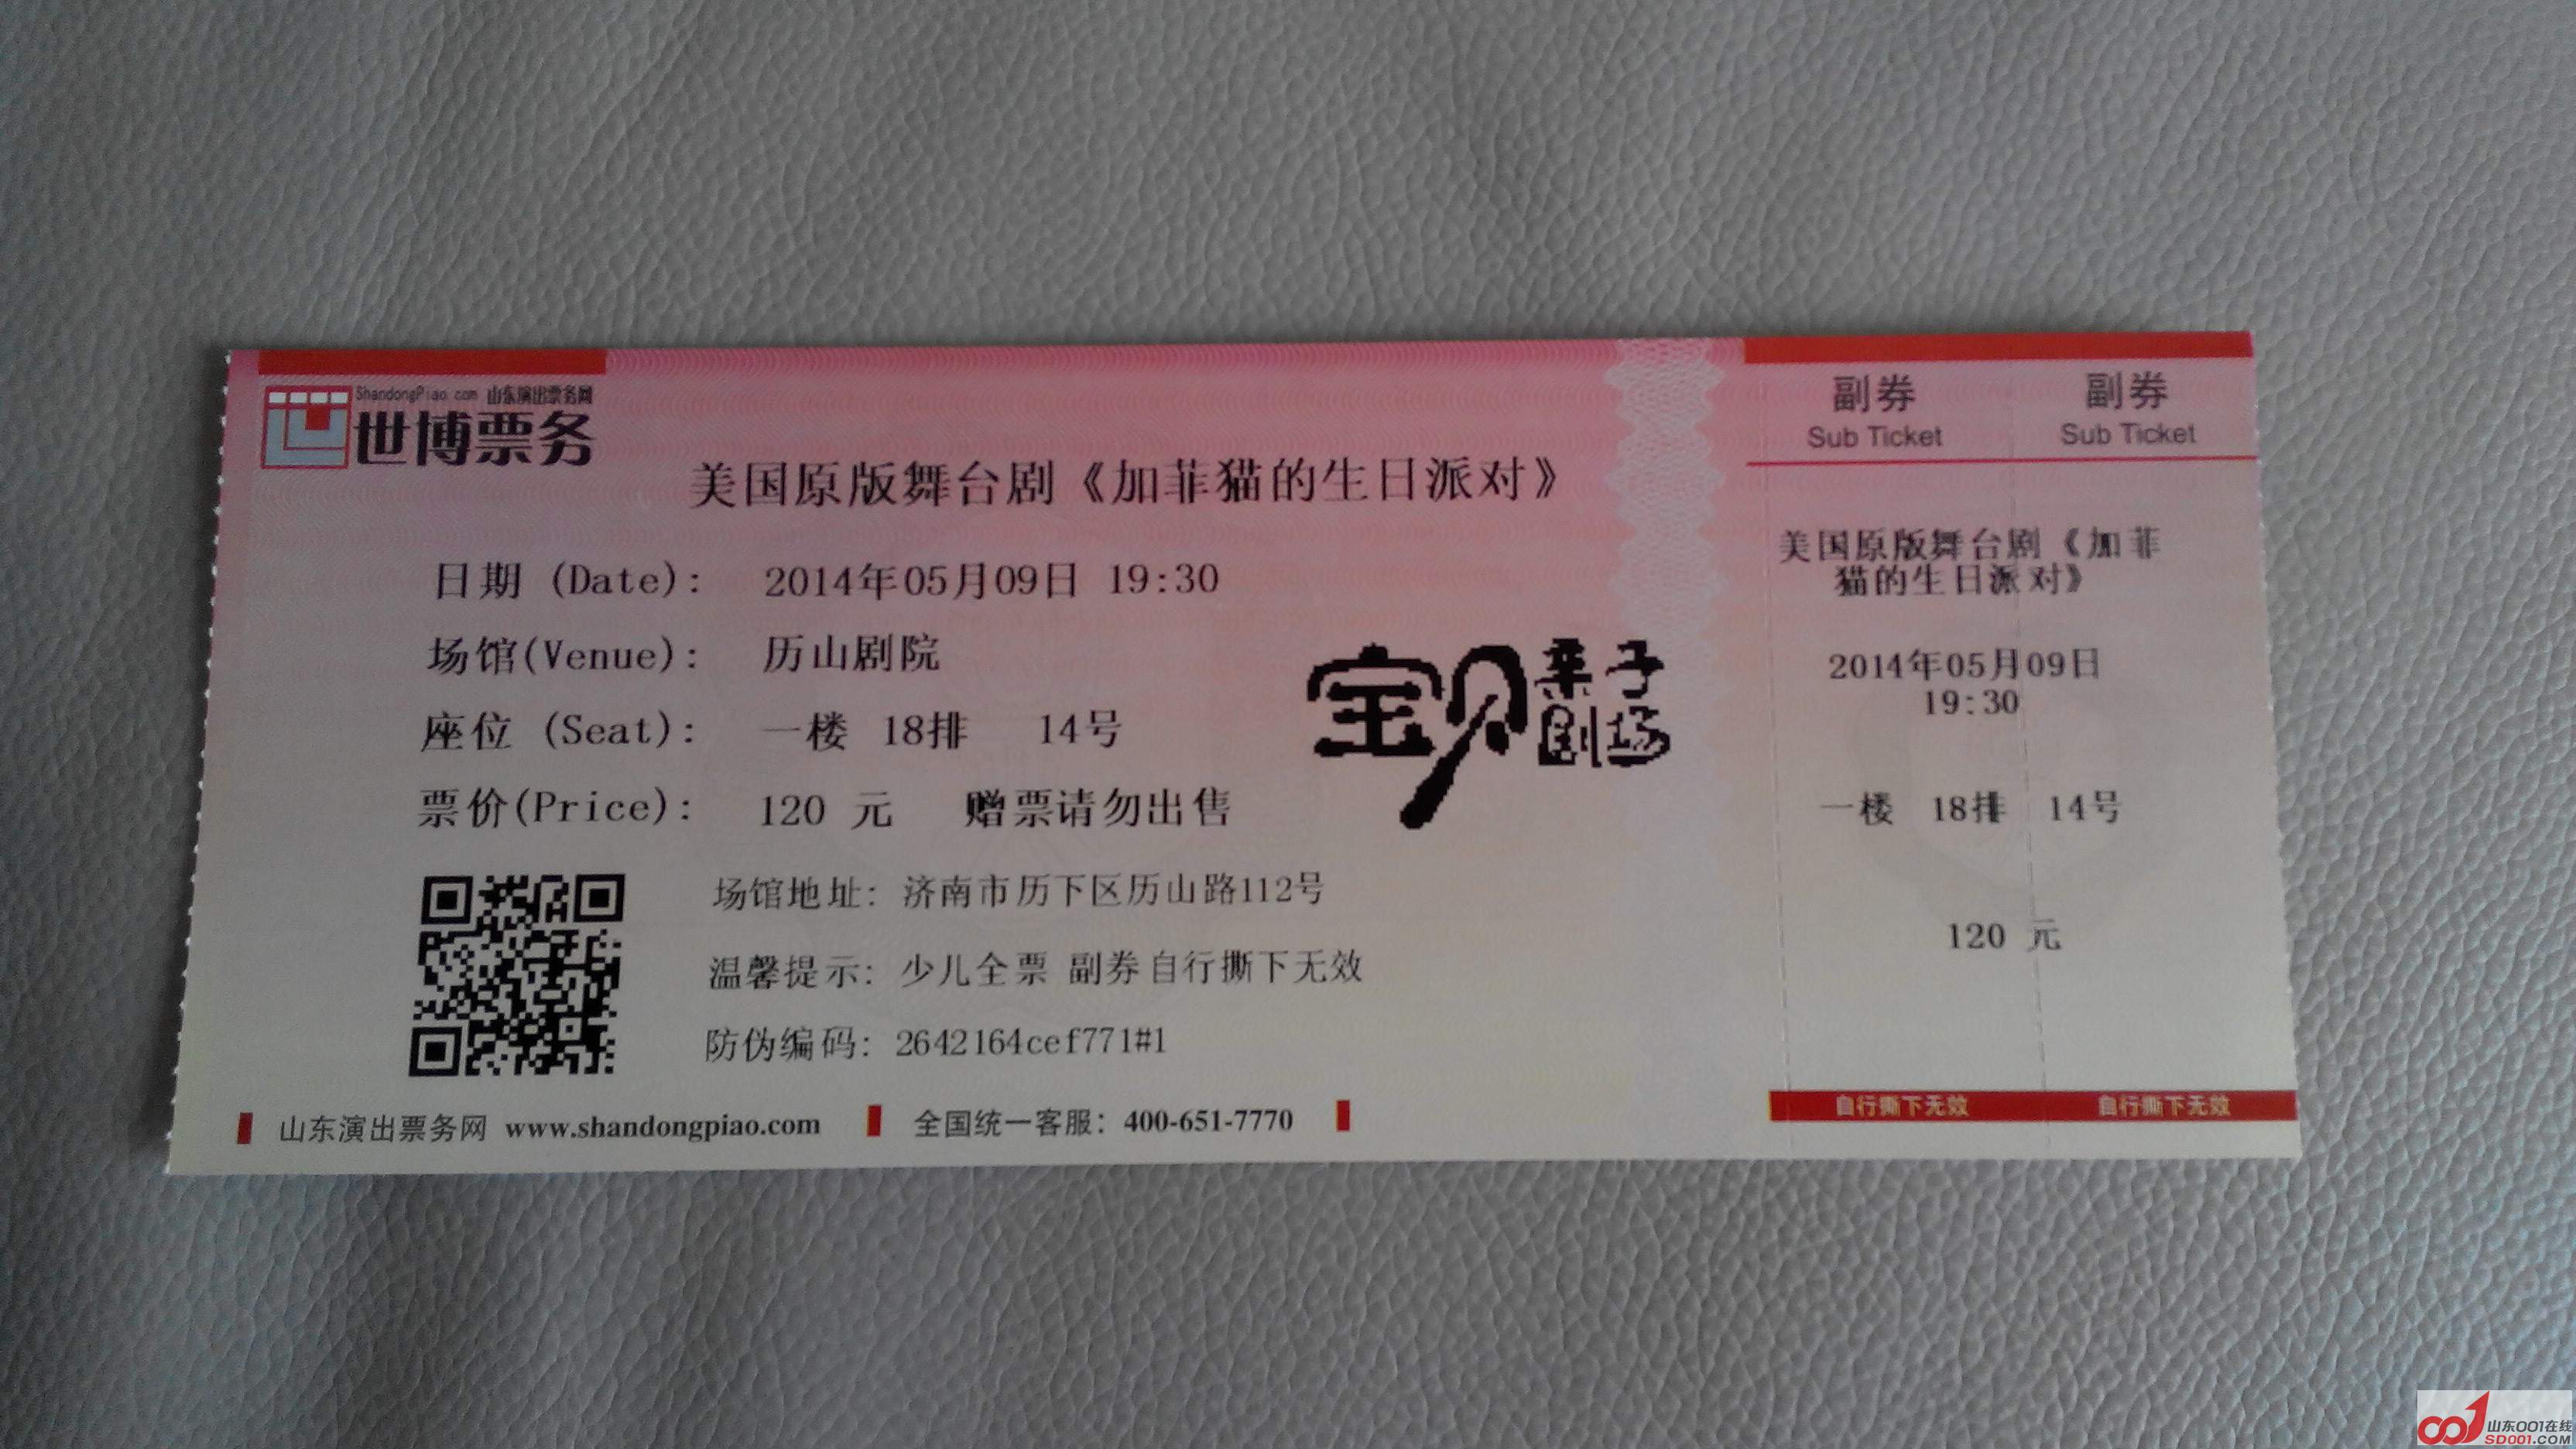 ShandongPiao.com 山东演出票务网
世博票务
美国原版舞台剧《加菲猫的生日派对》
日期 (Date): 2014年05月09日 19:30
场馆(Venue): 历山剧院
座位 (Seat): 一楼 18排 14号
票价(Price): 120 元 赠票请勿出售
宝贝亲子
剧场
场馆地址: 济南市历下区历山路112号
温馨提示: 少儿全票 副券自行撕下无效
防伪编码: 2642164cef771#1
山东演出票务网 www.shandongpiao.com 全国统一客服: 400-651-7770
副券 副券
Sub Ticket Sub Ticket
美国原版舞台剧《加菲
猫的生日派对》
2014年05月09日
19:30
一楼 18排 14号
120 元
自行撕下无效 自行撕下无效
山东001在线
SD001.COM